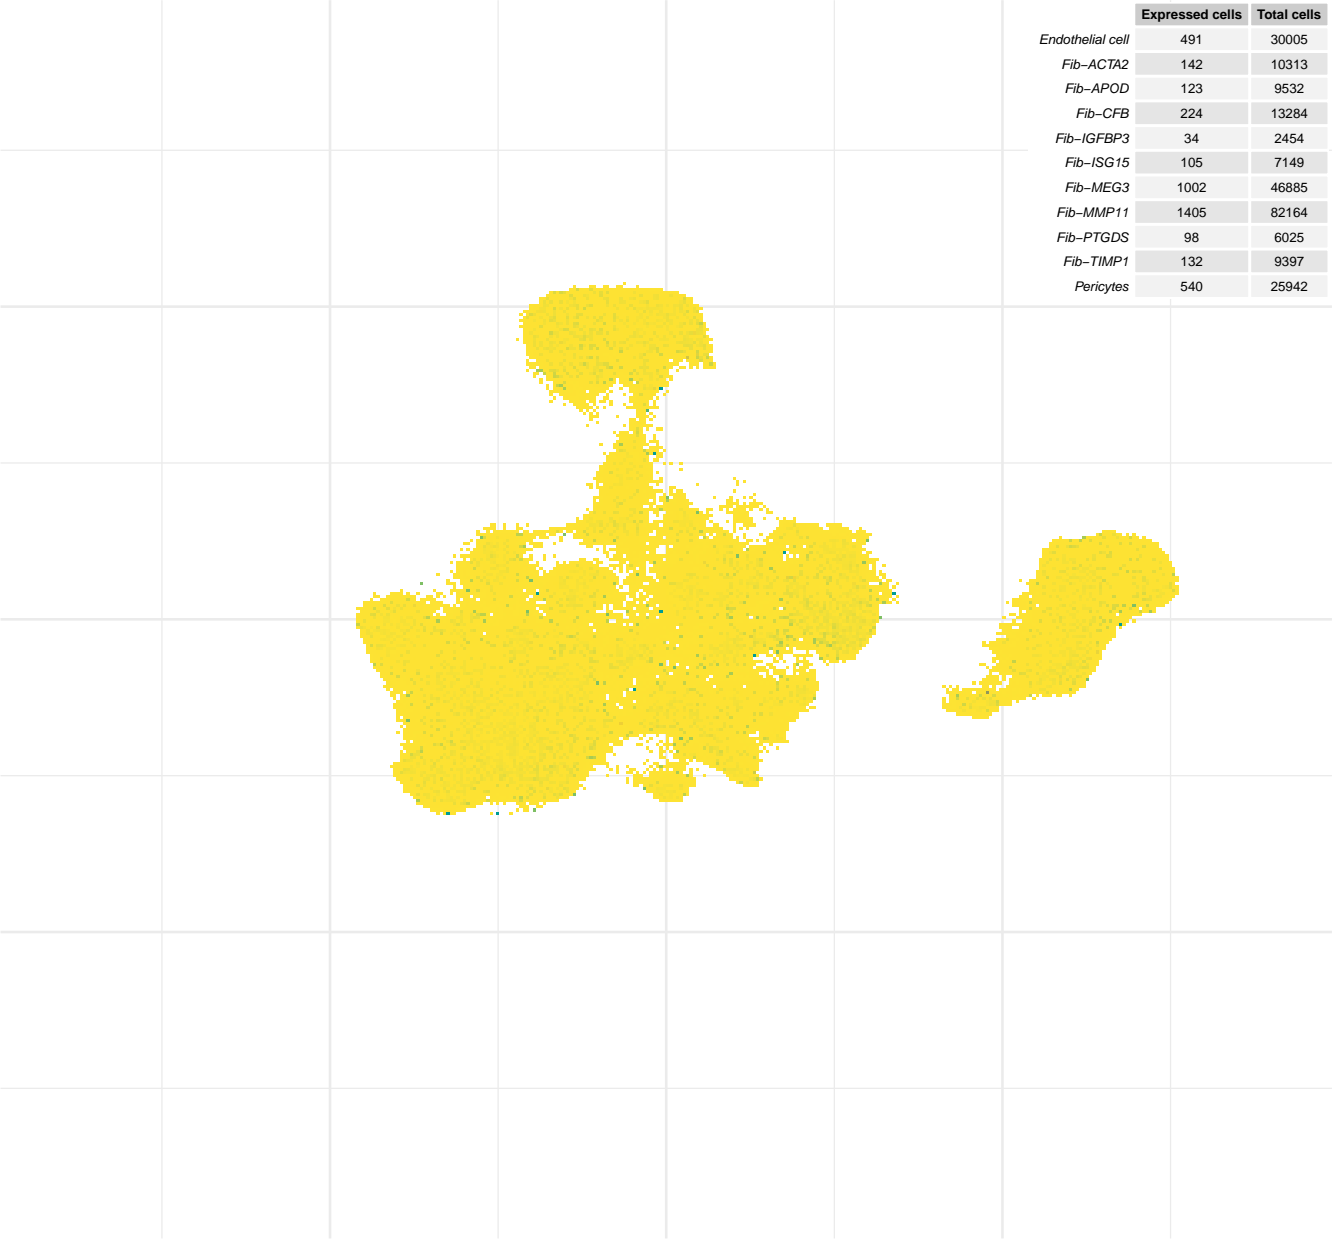 Expressed cells Total cells
Endothelial cell 491 30005
Fib−ACTA2 142 10313
Fib−APOD 123 9532
Fib−CFB 224 13284
Fib−IGFBP3 34 2454
Fib−ISG15 105 7149
Fib−MEG3 1002 46885
Fib−MMP11 1405 82164
Fib−PTGDS 98 6025
Fib−TIMP1 132 9397
Pericytes 540 25942